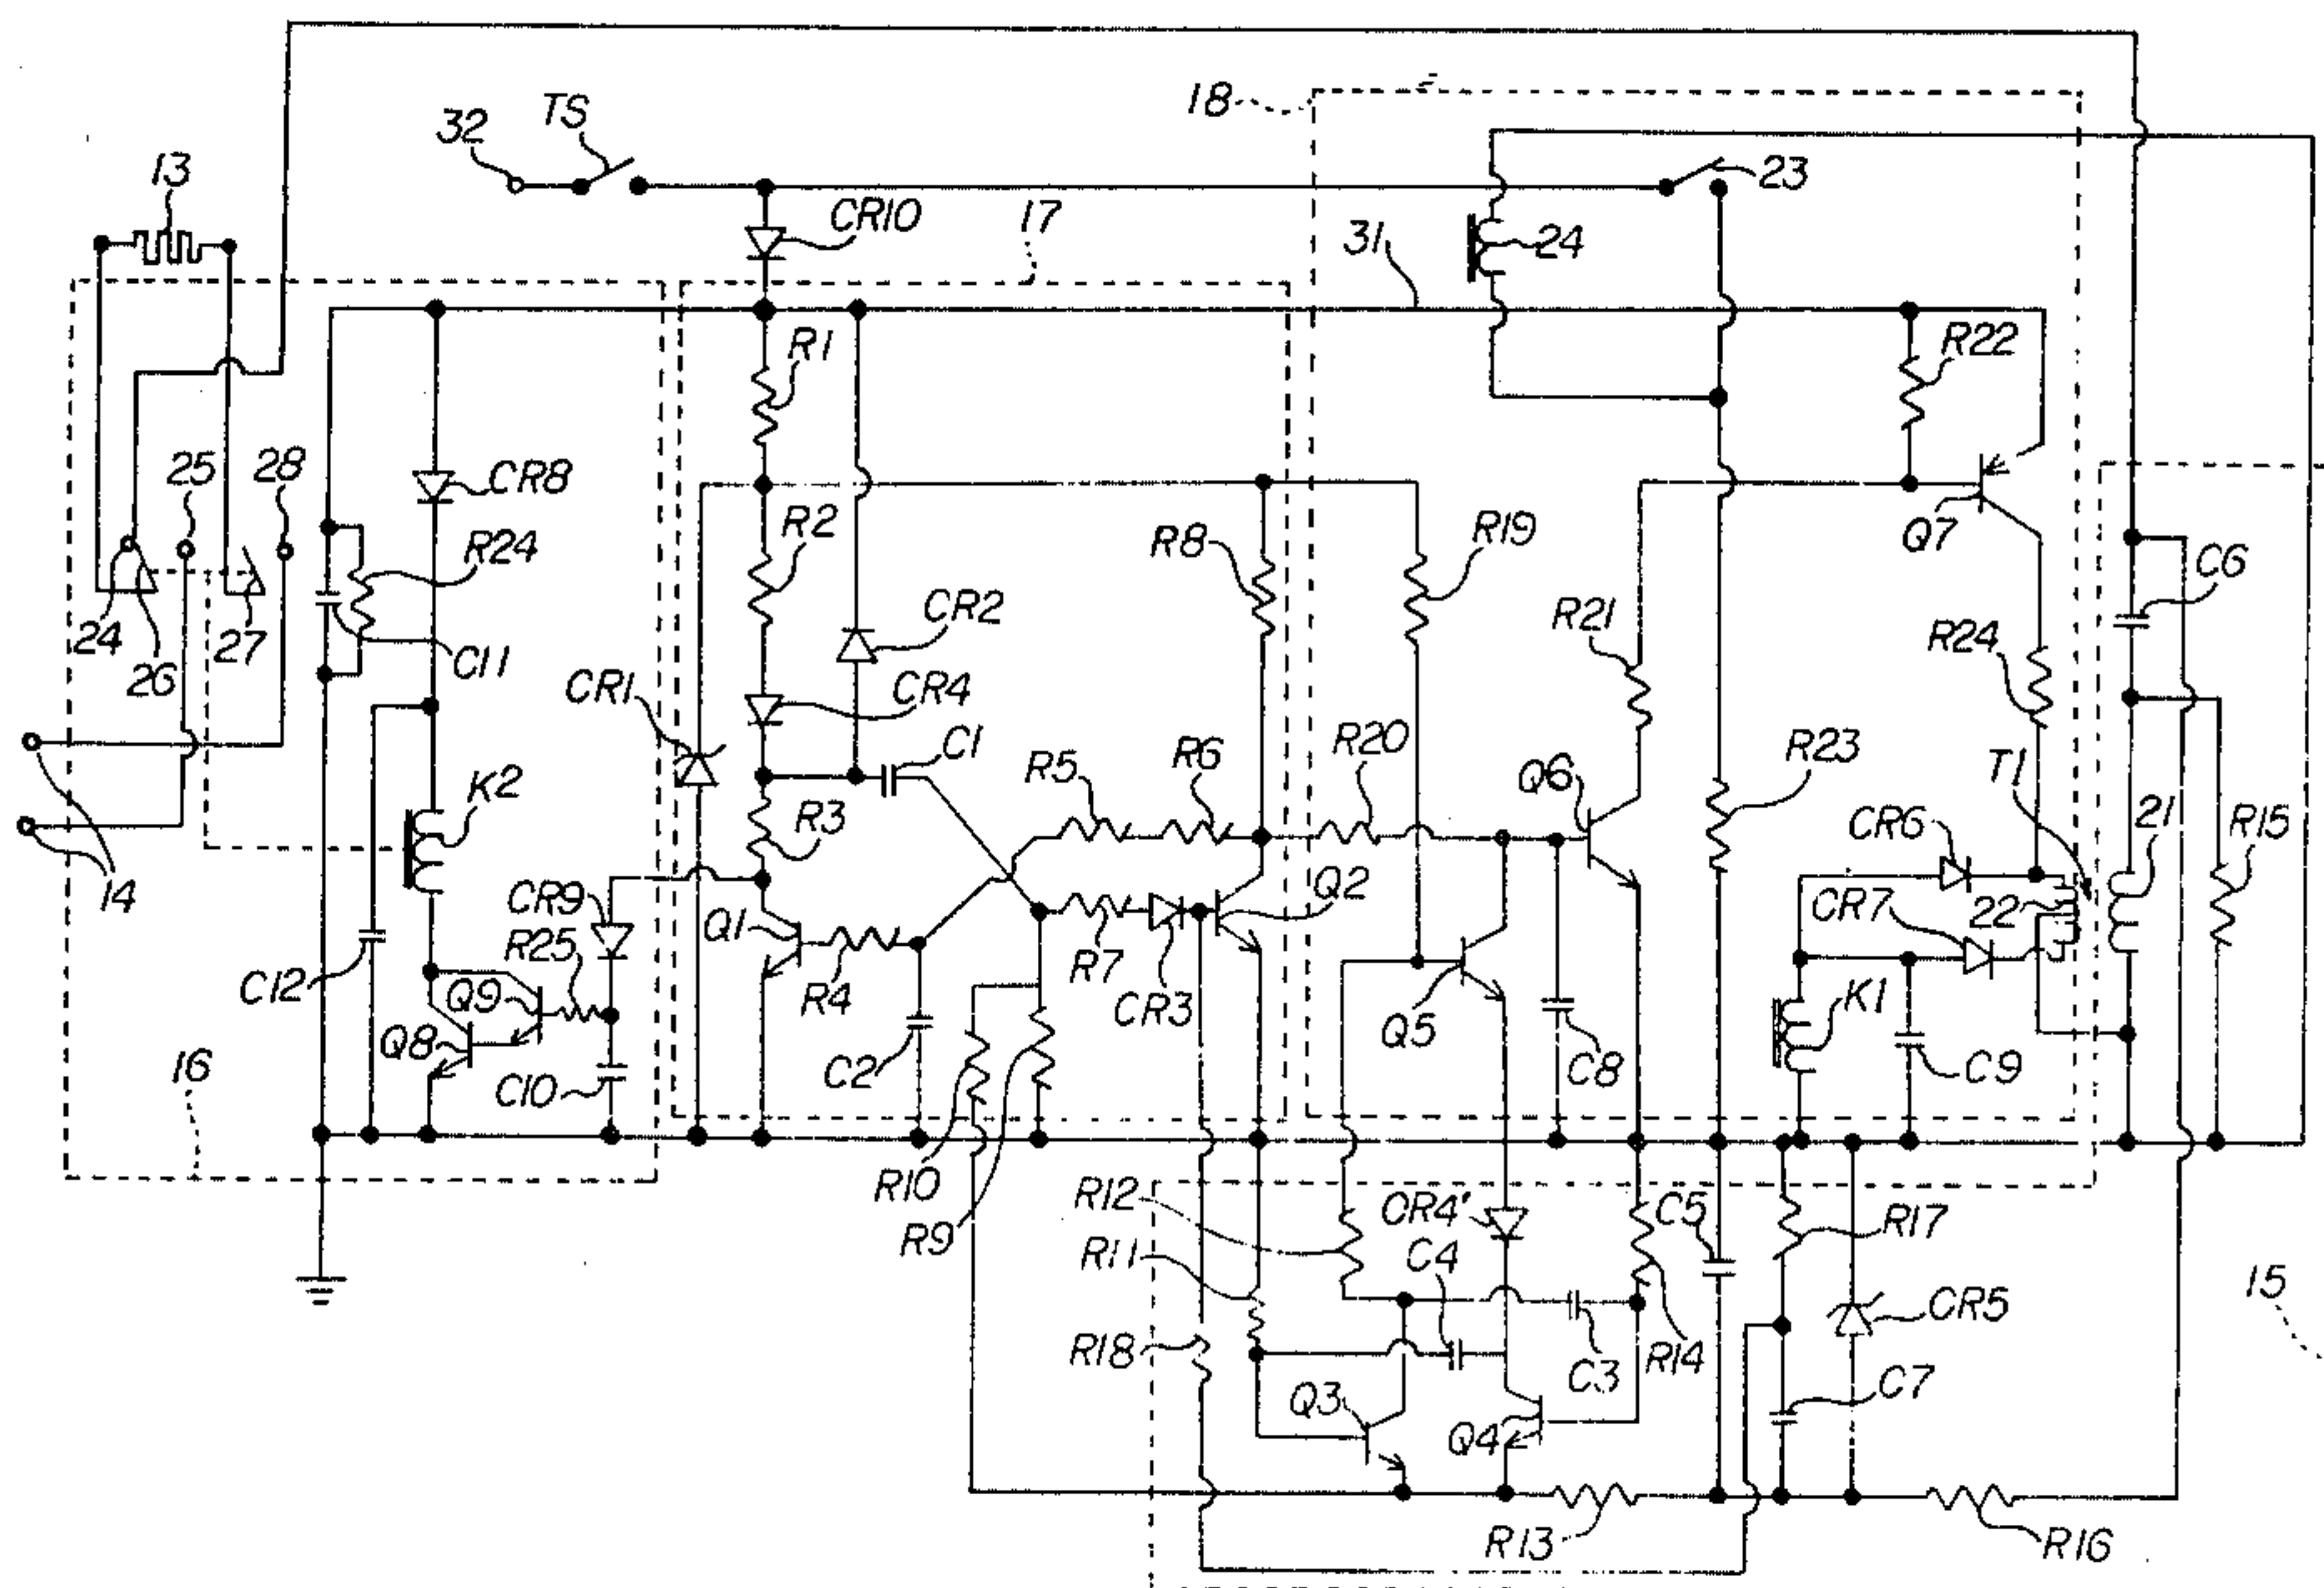 18
32
TS
13
23
CR10
17
24
31
R1
R22
25
28
CR8
R2
R19
R8
Q7
C6
R24
CR2
R21
24
27
R24
26
C11
CR4
CR1
C1
R5
R6
R20
Q6
R23
T1
K2
14
R3
CR6
21
R15
CR9
Q1
Q2
CR7
22
R25
R4
R7
K1
C12
Q9
CR3
Q5
Q8
C2
C8
C9
16
C10
R10
R12
CR4'
C5
R17
R9
R11
C4
15
CR5
R18
C3
R14
Q3
C7
Q4
R13
R16